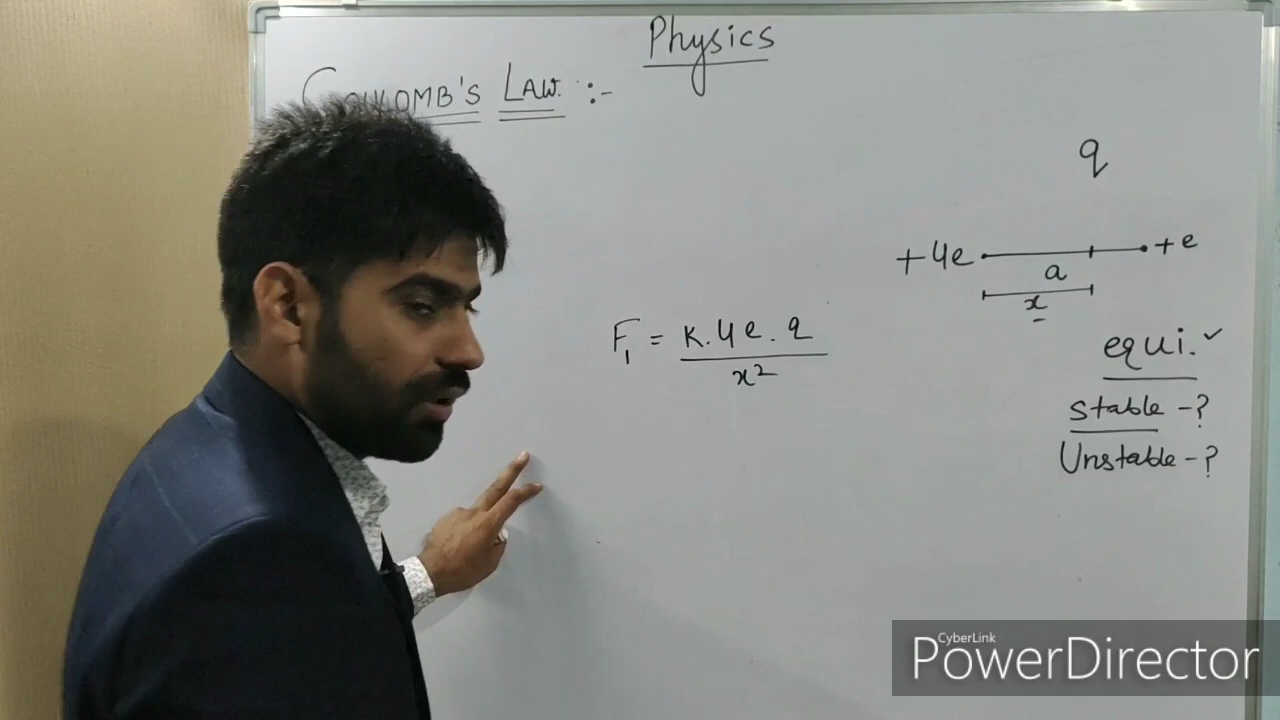 Physics
LAW. :-
q
+4e +e
a
x
F₁ = K.4e.q
x²
equi. ✓
stable -?
Unstable -?
CyberLink
PowerDirector